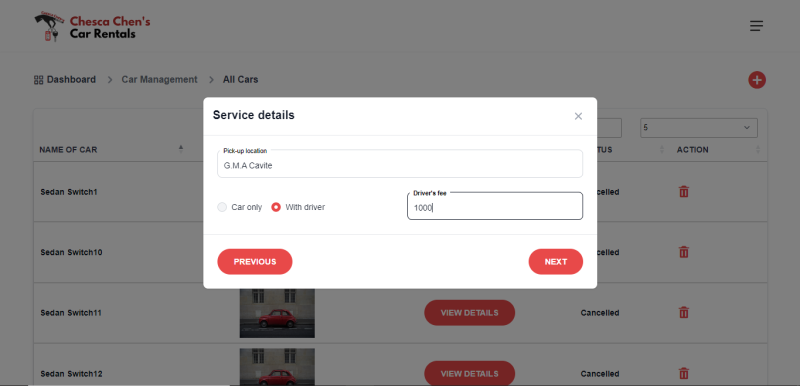 Chesca Chen's
Car Rentals
Dashboard > Car Management > All Cars
Service details
Pick-up location
G.M.A Cavite
Car only
With driver
Driver's fee
1000
PREVIOUS
NEXT
5
NAME OF CAR
TUS
ACTION
Sedan Switch1
celled
Sedan Switch10
celled
Sedan Switch11
VIEW DETAILS
Cancelled
Sedan Switch12
VIEW DETAILS
Cancelled